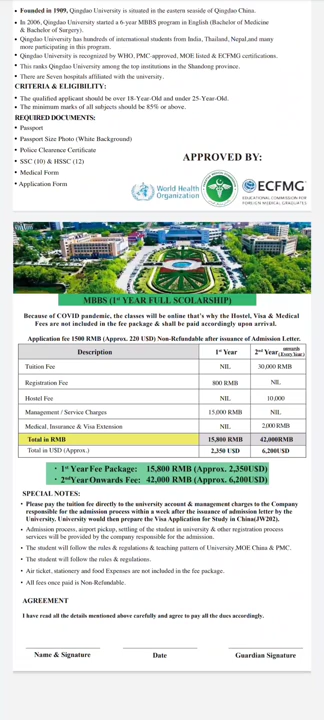 • Founded in 1909, Qingdao University is situated in the eastern seaside of Qingdao China.
• In 2006, Qingdao University started a 6-year MBBS program in English (Bachelor of Medicine
& Bachelor of Surgery).
• Qingdao University has hundreds of international students from India, Thailand, Nepal,and many
more participating in this program.
• Qingdao University is recognized by WHO, PMC-approved, MOE listed & ECFMG certifications.
• This ranks Qingdao University among the top institutions in the Shandong province.
• There are Seven hospitals affiliated with the university.
CRITERIA & ELIGIBILITY:
• The qualified applicant should be over 18-Year-Old and under 25-Year-Old.
• The minimum marks of all subjects should be 85% or above.
REQUIRED DOCUMENTS:
• Passport
• Passport Size Photo (White Background)
• Police Clearence Certificate
• SSC (10) & HSSC (12)
• Medical Form
• Application Form
APPROVED BY:
World Health
Organization
ECFMG
EDUCATIONAL COMMISSION FOR
FOREIGN MEDICAL GRADUATES
MBBS (1st YEAR FULL SCOLARSHIP)
Because of COVID pandemic, the classes will be online that's why the Hostel, Visa & Medical
Fees are not included in the fee package & shall be paid accordingly upon arrival.
Application fee 1500 RMB (Approx. 220 USD) Non-Refundable after issuance of Admission Letter.
Description 1st Year 2nd Year onwards (Every Year)
Tuition Fee NIL 30,000 RMB
Registration Fee 800 RMB NIL
Hostel Fee NIL 10,000
Management / Service Charges 15,000 RMB NIL
Medical, Insurance & Visa Extension NIL 2,000 RMB
Total in RMB 15,800 RMB 42,000RMB
Total in USD (Approx.) 2,350 USD 6,200USD
• 1st Year Fee Package: 15,800 RMB (Approx. 2,350USD)
• 2ndYear Onwards Fee: 42,000 RMB (Approx. 6,200USD)
SPECIAL NOTES:
• Please pay the tuition fee directly to the university account & management charges to the Company
responsible for the admission process within a week after the issuance of admission letter by the
University. University would then prepare the Visa Application for Study in China(JW202).
• Admission process, airport pickup, settling of the student in university & other registration process
services will be provided by the company responsible for the admission.
• The student will follow the rules & regulations & teaching pattern of University,MOE China & PMC.
• The student will follow the rules & regulations.
• Air ticket, stationery and food Expenses are not included in the fee package.
• All fees once paid is Non-Refundable.
AGREEMENT
I have read all the details mentioned above carefully and agree to pay all the dues accordingly.
Name & Signature Date Guardian Signature